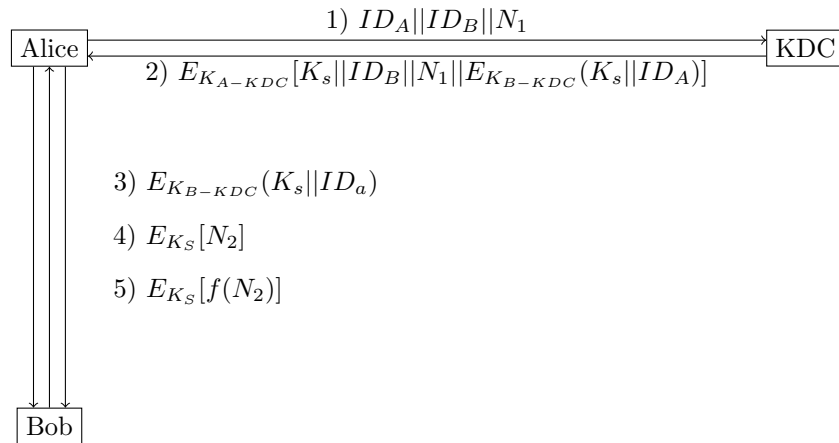 1) $ID_A||ID_B||N_1$
Alice
KDC
2) $E_{K_{A-KDC}}[K_s||ID_B||N_1||E_{K_{B-KDC}}(K_s||ID_A)]$
3) $E_{K_{B-KDC}}(K_s||ID_a)$
4) $E_{K_S}[N_2]$
5) $E_{K_S}[f(N_2)]$
Bob